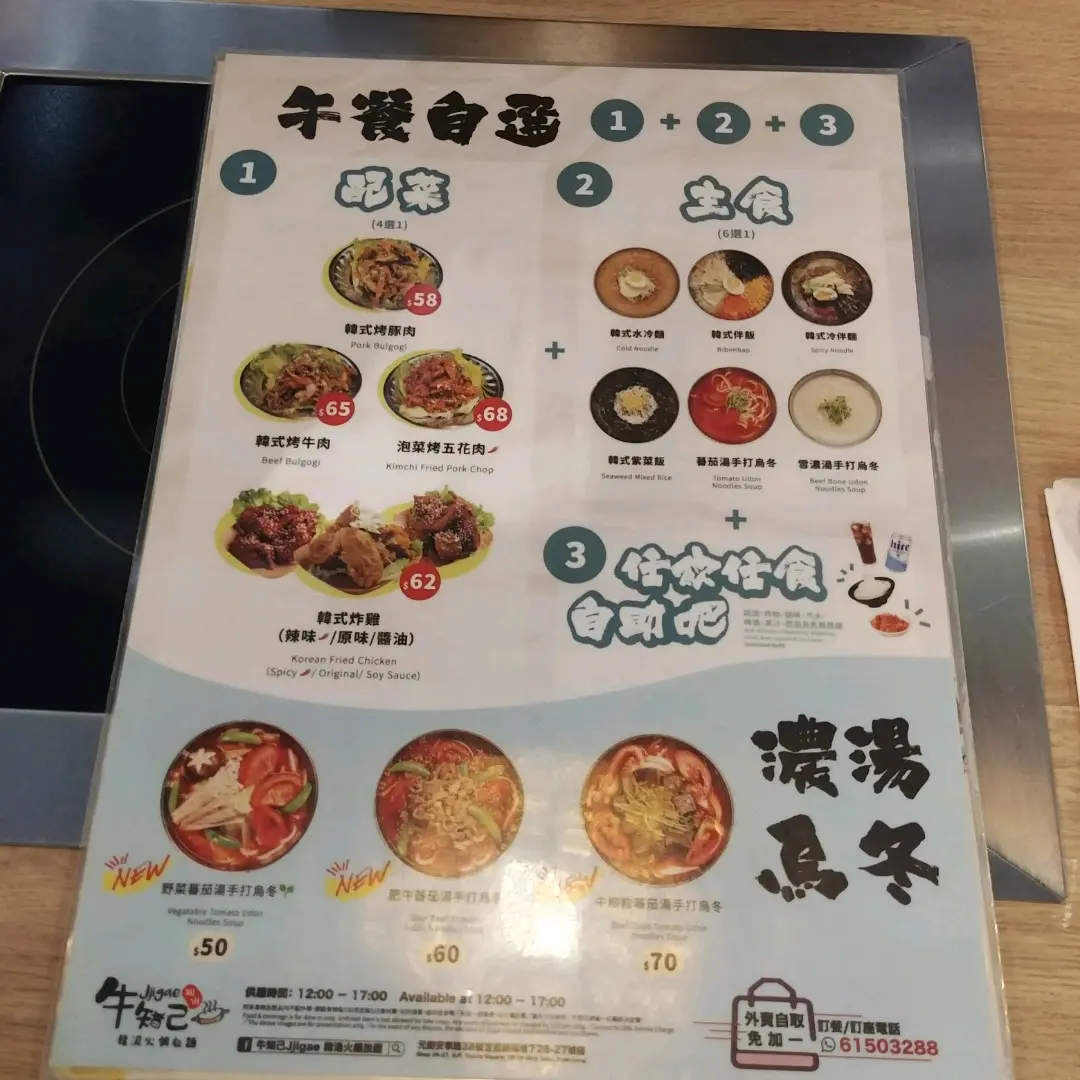 午餐自選 1 + 2 + 3
1 配菜
(4選1)
$58
韓式烤豚肉
Pork Bulgogi
$65
韓式烤牛肉
Beef Bulgogi
$68
泡菜烤五花肉
Kimchi Fried Pork Chop
$62
韓式炸雞
(辣味/原味/醬油)
Korean Fried Chicken
(Spicy / Original/ Soy Sauce)
+
2 主食
(6選1)
韓式水冷麵
Cold Noodle
韓式伴飯
Bibimbap
韓式冷伴麵
Spicy Noodle
韓式紫菜飯
Seaweed Mixed Rice
蕃茄湯手打烏冬
Tomato Udon
Noodles Soup
雪濃湯手打烏冬
Beef Bone Udon
Noodles Soup
+
3 任飲任食
自助吧
濃湯
烏冬
NEW
野菜蕃茄湯手打烏冬
Vegetable Tomato Udon
Noodles Soup
$50
NEW
肥牛蕃茄湯手打烏
$60
牛柳粒蕃茄湯手打烏冬
Noodles Soup
$70
牛智己
Jjigae
韓流火鍋放題
供應時間: 12:00 - 17:00 Available at 12:00 - 17:00
牛知己Jjigae 韓流火鍋放題
外賣自取
免加一
訂餐/訂座電話
61503288